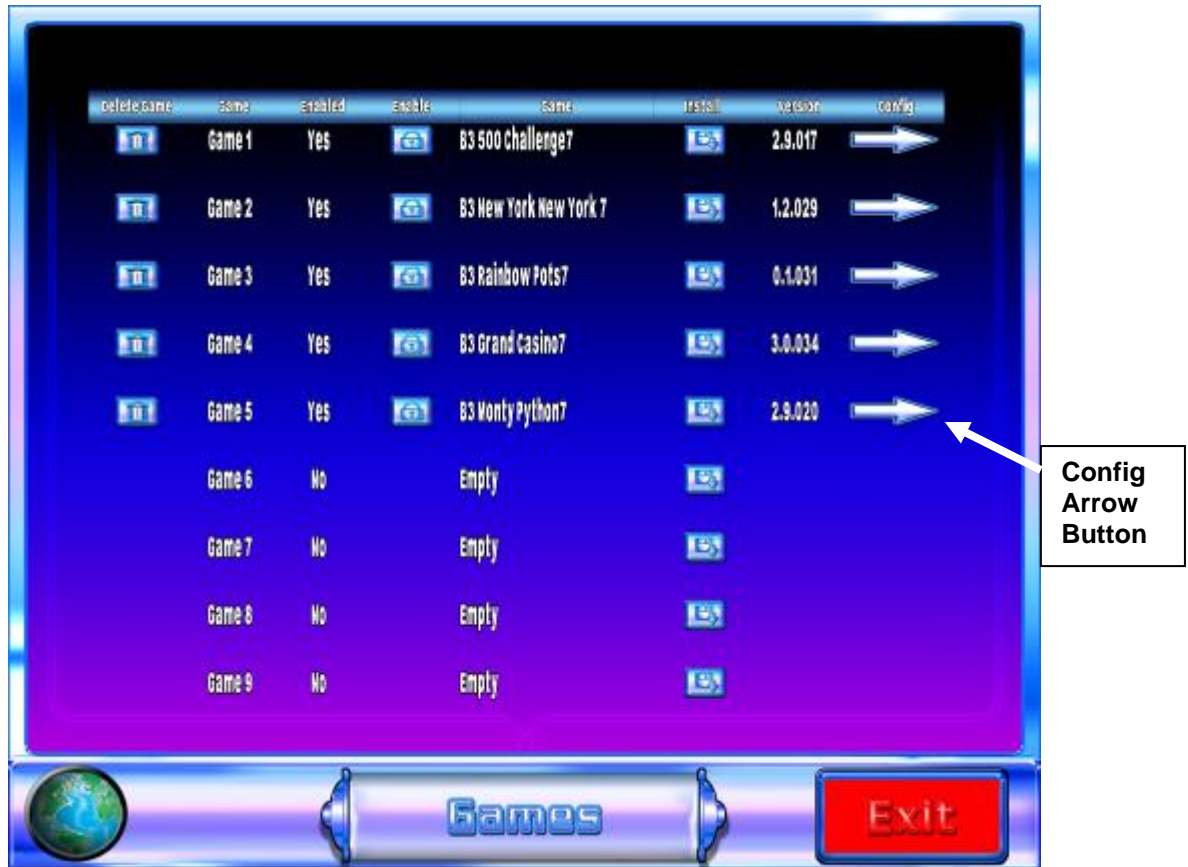 Delete Game Game Enabled Enable Game Install Version Config
Game 1 Yes B3 500 Challenge7 2.9.017
Game 2 Yes B3 New York New York 7 1.2.029
Game 3 Yes B3 Rainbow Pots7 0.1.031
Game 4 Yes B3 Grand Casino7 3.0.034
Game 5 Yes B3 Monty Python7 2.9.020
Game 6 No Empty
Game 7 No Empty
Game 8 No Empty
Game 9 No Empty
Config
Arrow
Button
Games
Exit